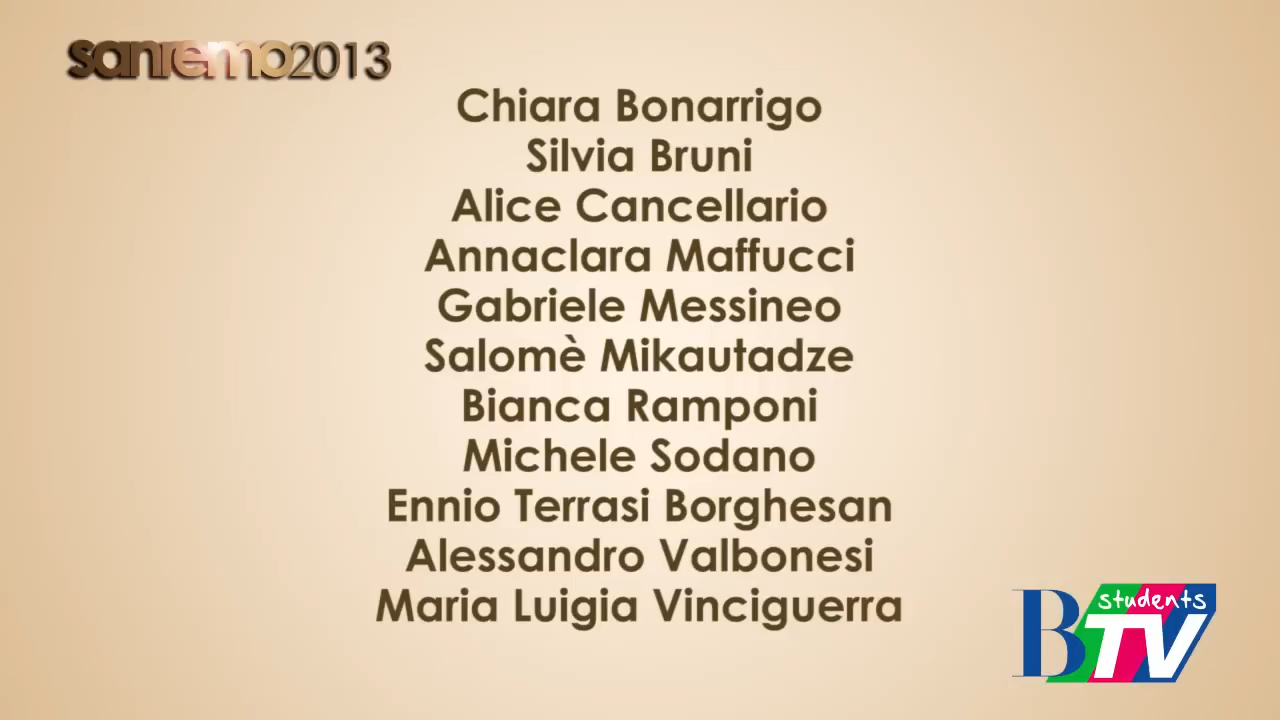 sanremo2013
Chiara Bonarrigo
Silvia Bruni
Alice Cancellario
Annaclara Maffucci
Gabriele Messineo
Salomè Mikautadze
Bianca Ramponi
Michele Sodano
Ennio Terrasi Borghesan
Alessandro Valbonesi
Maria Luigia Vinciguerra
students
BTV